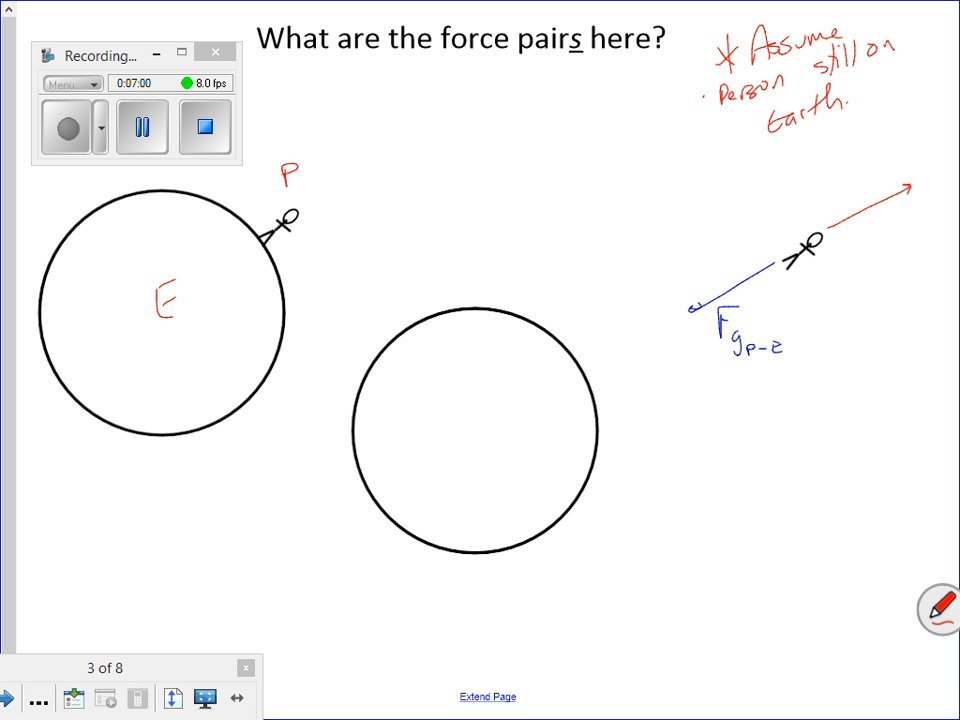 What are the force pairs here?
* Assume
Person still on
Earth.
Recording...
Menu
0:07:00
8.0 fps
P
E
Fg P-E
3 of 8
...
Extend Page